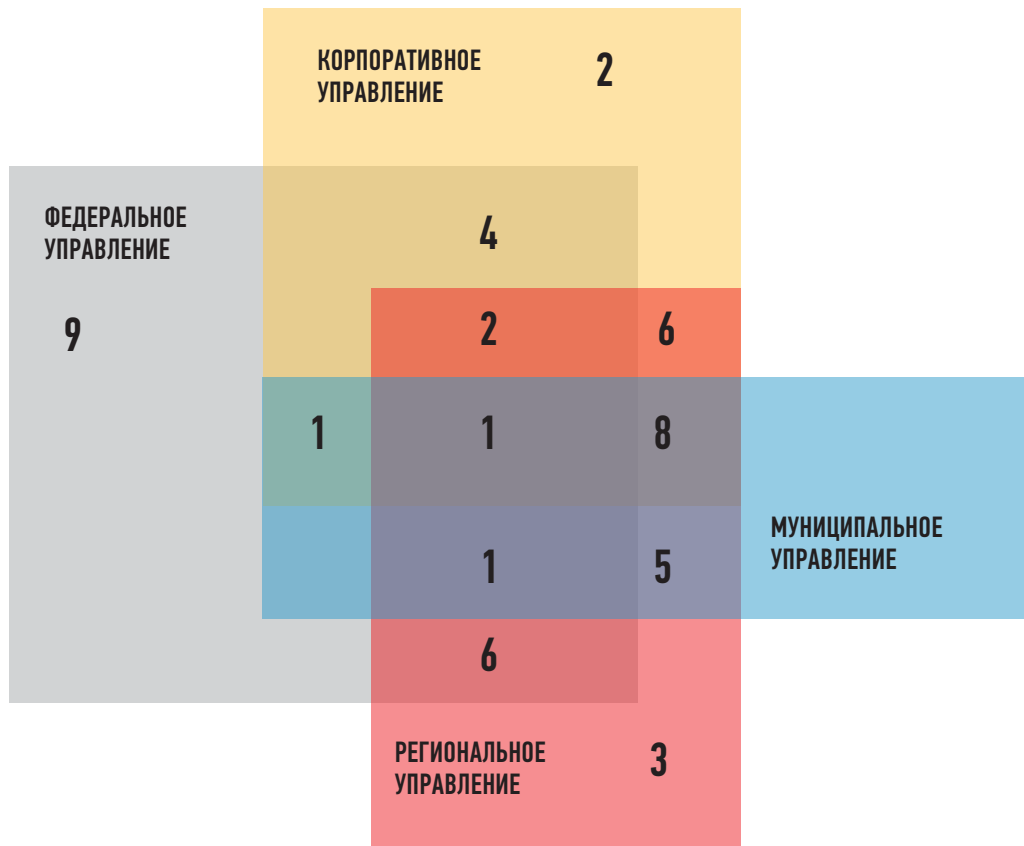 КОРПОРАТИВНОЕ
УПРАВЛЕНИЕ
2
ФЕДЕРАЛЬНОЕ
УПРАВЛЕНИЕ
9
4
2
6
1
1
8
МУНИЦИПАЛЬНОЕ
УПРАВЛЕНИЕ
1
5
6
РЕГИОНАЛЬНОЕ
УПРАВЛЕНИЕ
3